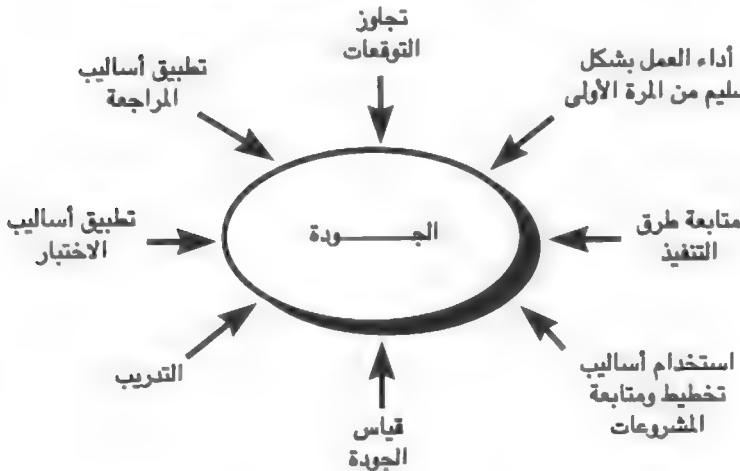 تجاوز
التوقعات
أداء العمل بشكل
سليم من المرة الأولى
متابعة طرق
التنفيذ
استخدام أساليب
تخطيط ومتابعة
المشروعات
قياس
الجودة
التدريب
تطبيق أساليب
الاختبار
تطبيق أساليب
المراجعة
الجـــــــودة